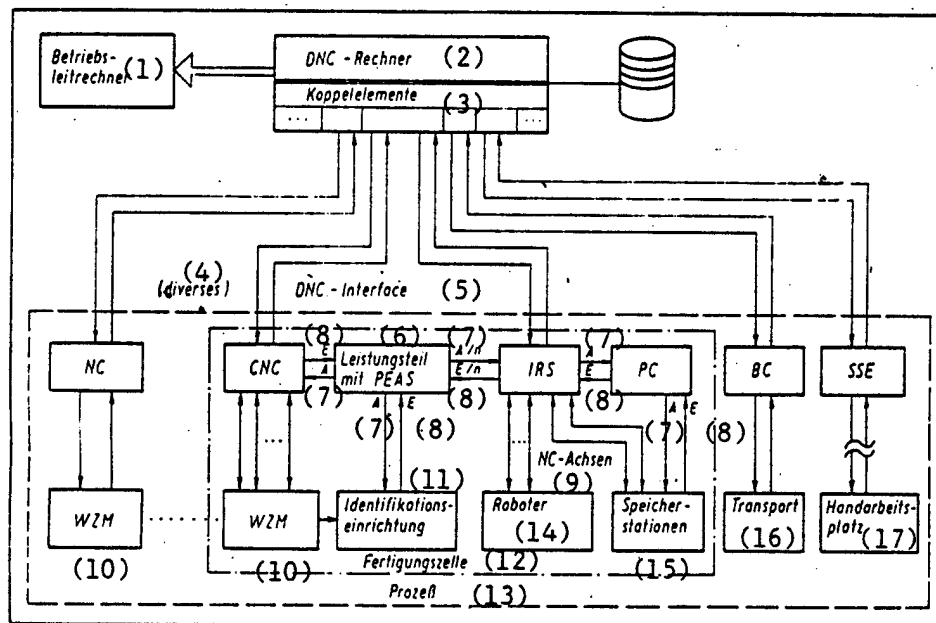 Betriebs-
leitrechner (1)
DNC-Rechner (2)
Koppelelemente (3)
... ...
(4)
(diverses)
DNC-Interface (5)
(8) (6) (7) (7)
NC
CNC
E
A
Leistungsteil
mit PEAS
A/n
E/n
IRS
A
E
PC
BC
SSE
(7) (8) (8)
A E
A E
(7) (8) (7) (8)
...
...
NC-Achsen
(9)
(11)
WZM
WZM
Identifikations-
einrichtung
Roboter
(14)
Speicher-
stationen
Transport
(16)
Handarbeits-
platz (17)
(10) (10) Fertigungszelle (12) (15)
Prozeß (13)